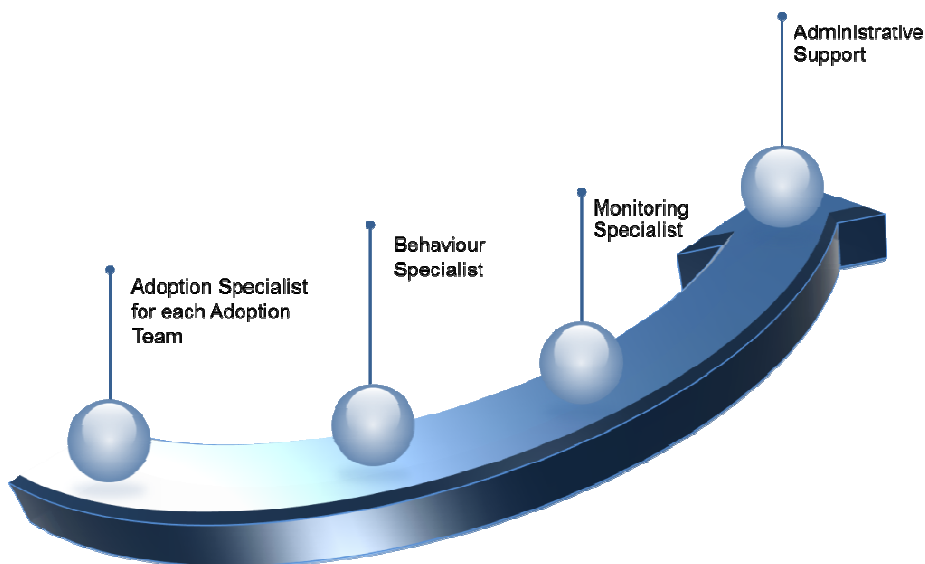 Adoption Specialist
for each Adoption
Team
Behaviour
Specialist
Monitoring
Specialist
Administrative
Support